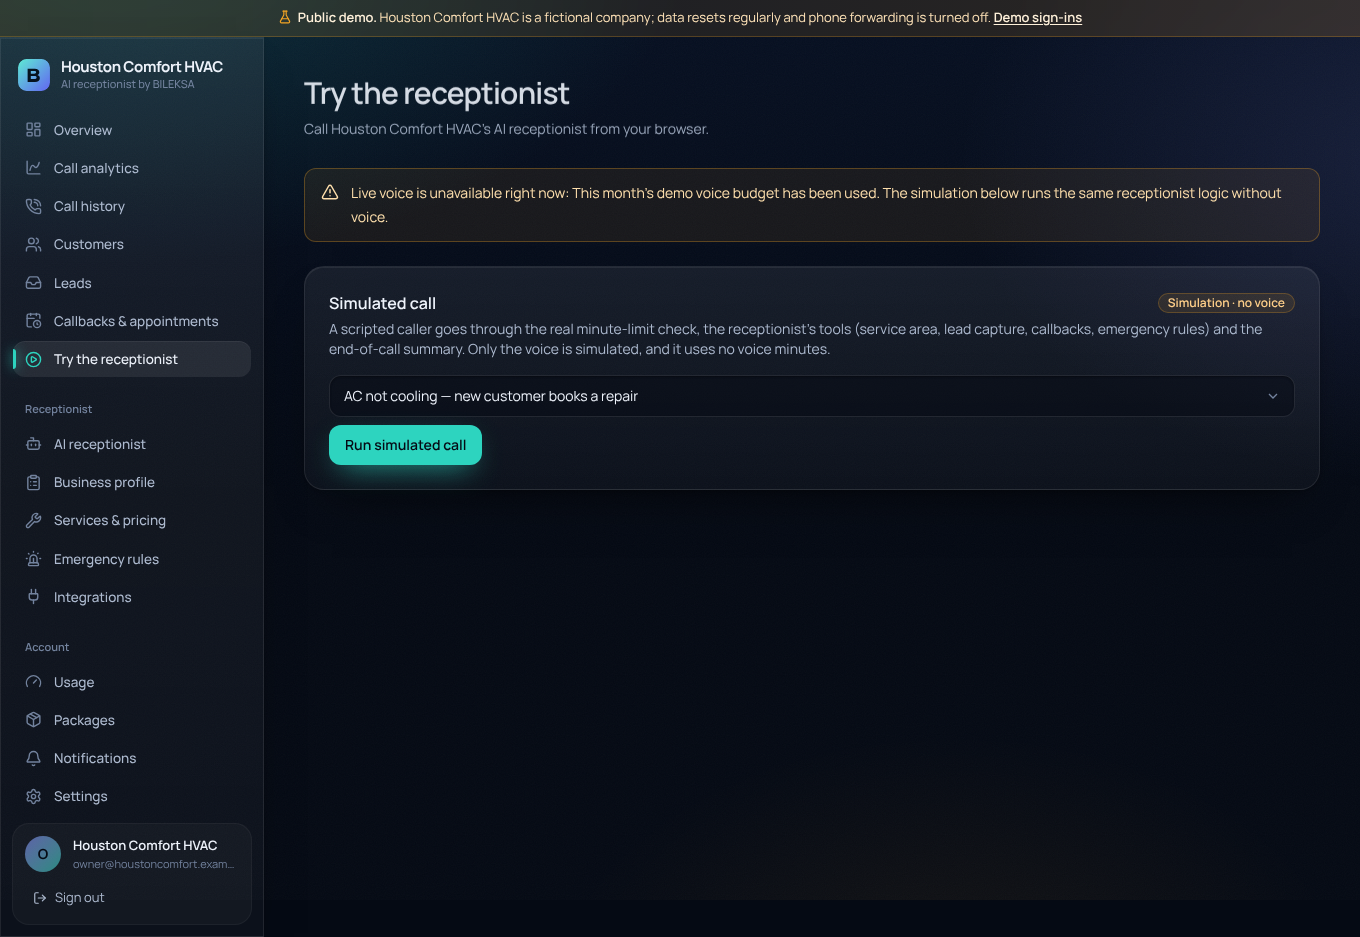 Public demo. Houston Comfort HVAC is a fictional company; data resets regularly and phone forwarding is turned off. Demo sign-ins
B
Houston Comfort HVAC
AI receptionist by BILEKSA
Overview
Call analytics
Call history
Customers
Leads
Callbacks & appointments
Try the receptionist
Receptionist
AI receptionist
Business profile
Services & pricing
Emergency rules
Integrations
Account
Usage
Packages
Notifications
Settings
O
Houston Comfort HVAC
owner@houstoncomfort.exam…
Sign out
Try the receptionist
Call Houston Comfort HVAC's AI receptionist from your browser.
Live voice is unavailable right now: This month's demo voice budget has been used. The simulation below runs the same receptionist logic without
voice.
Simulated call
Simulation · no voice
A scripted caller goes through the real minute-limit check, the receptionist's tools (service area, lead capture, callbacks, emergency rules) and the
end-of-call summary. Only the voice is simulated, and it uses no voice minutes.
AC not cooling — new customer books a repair
Run simulated call